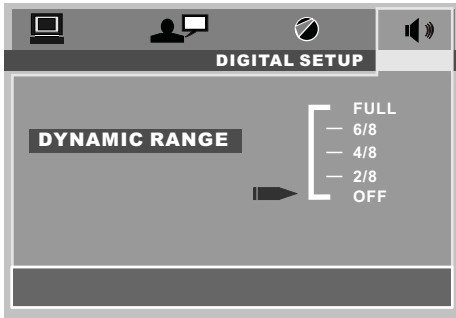 DIGITAL SETUP
DYNAMIC RANGE
FULL
6/8
4/8
2/8
OFF